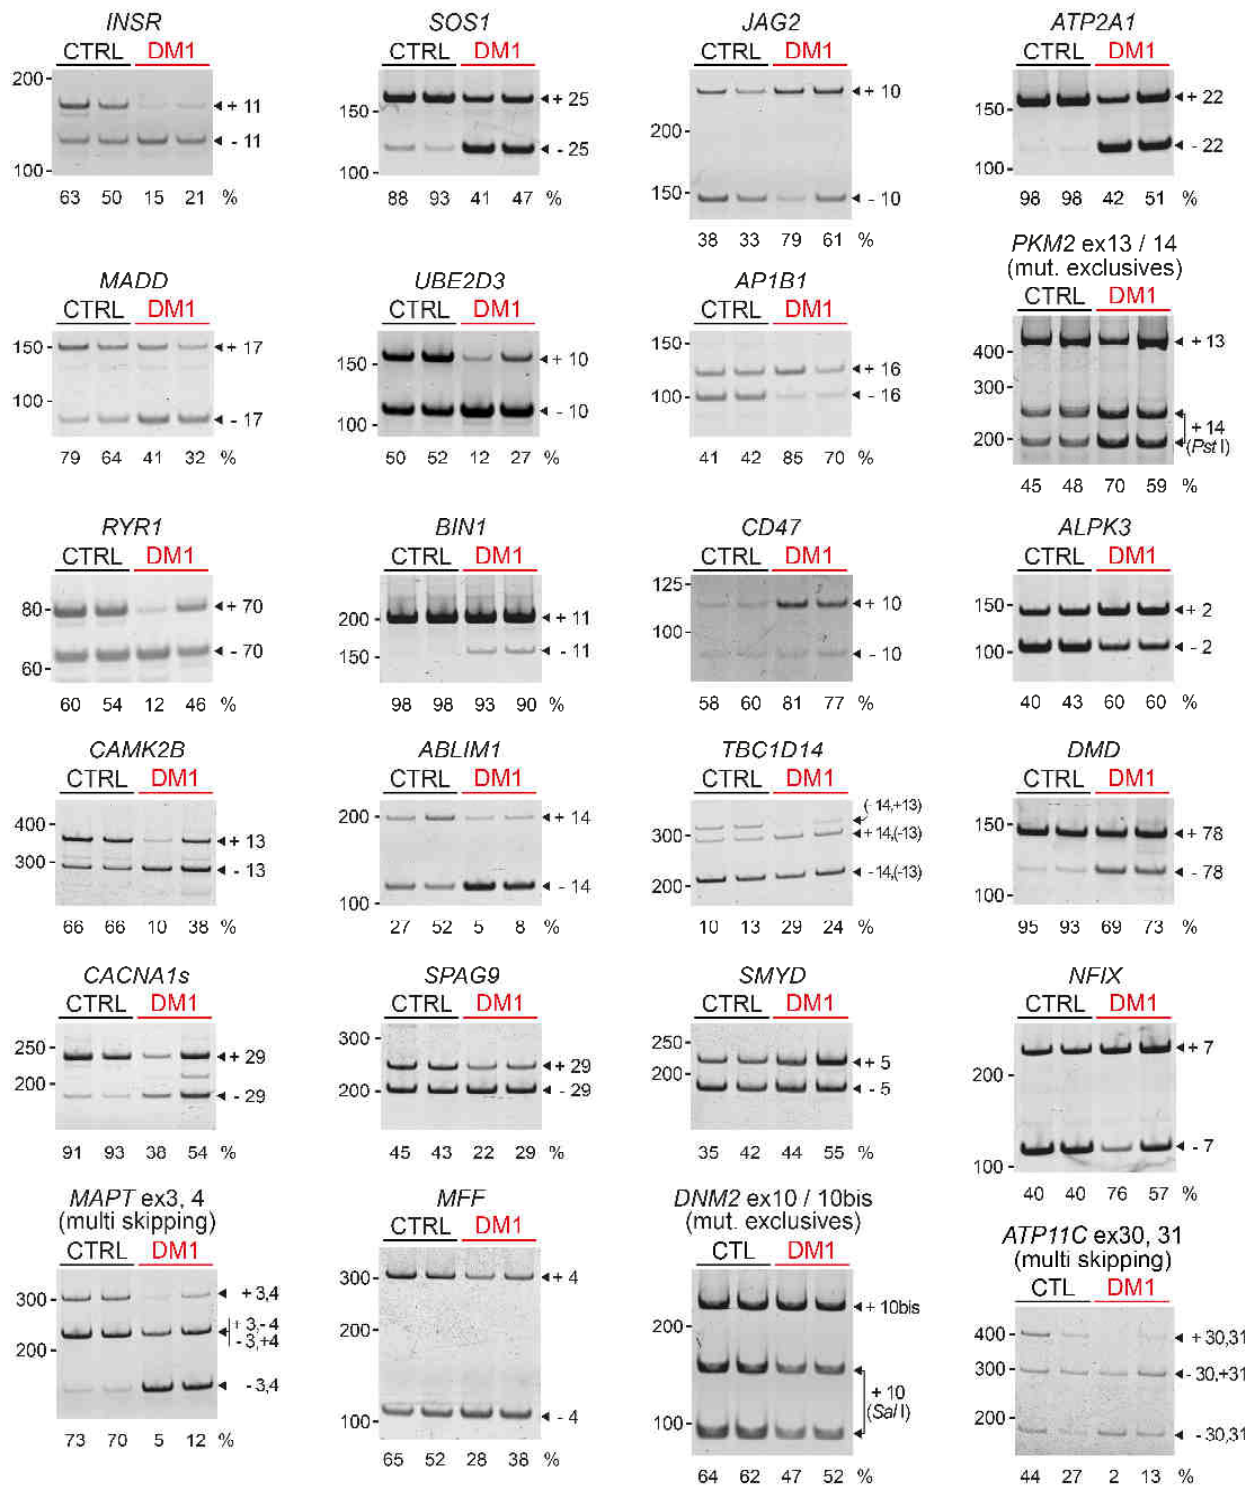 INSR
CTRL DM1
200
100
+ 11
- 11
63 50 15 21 %
SOS1
CTRL DM1
150
100
+ 25
- 25
88 93 41 47 %
JAG2
CTRL DM1
200
150
+ 10
- 10
38 33 79 61 %
ATP2A1
CTRL DM1
150
100
+ 22
- 22
98 98 42 51 %
MADD
CTRL DM1
150
100
+ 17
- 17
79 64 41 32 %
UBE2D3
CTRL DM1
150
100
+ 10
- 10
50 52 12 27 %
AP1B1
CTRL DM1
150
100
+ 16
- 16
41 42 85 70 %
PKM2 ex13 / 14
(mut. exclusives)
CTRL DM1
400
300
200
+ 13
+ 14
(Pst I)
45 48 70 59 %
RYR1
CTRL DM1
80
60
+ 70
- 70
60 54 12 46 %
BIN1
CTRL DM1
200
150
+ 11
- 11
98 98 93 90 %
CD47
CTRL DM1
125
100
+ 10
- 10
58 60 81 77 %
ALPK3
CTRL DM1
150
100
+ 2
- 2
40 43 60 60 %
CAMK2B
CTRL DM1
400
300
+ 13
- 13
66 66 10 38 %
ABLIM1
CTRL DM1
200
100
+ 14
- 14
27 52 5 8 %
TBC1D14
CTRL DM1
300
200
(- 14,+13)
+ 14,(-13)
- 14,(-13)
10 13 29 24 %
DMD
CTRL DM1
150
100
+ 78
- 78
95 93 69 73 %
CACNA1s
CTRL DM1
250
200
+ 29
- 29
91 93 38 54 %
SPAG9
CTRL DM1
300
200
+ 29
- 29
45 43 22 29 %
SMYD
CTRL DM1
250
200
+ 5
- 5
35 42 44 55 %
NFIX
CTRL DM1
200
100
+ 7
- 7
40 40 76 57 %
MAPT ex3, 4
(multi skipping)
CTRL DM1
300
200
+ 3,4
+ 3,- 4
- 3,+4
- 3,4
73 70 5 12 %
MFF
CTRL DM1
300
200
100
+ 4
- 4
65 52 28 38 %
DNM2 ex10 / 10bis
(mut. exclusives)
CTL DM1
200
100
+ 10bis
+ 10
(Sal I)
64 62 47 52 %
ATP11C ex30, 31
(multi skipping)
CTL DM1
400
300
200
+ 30,31
- 30,+31
- 30,31
44 27 2 13 %